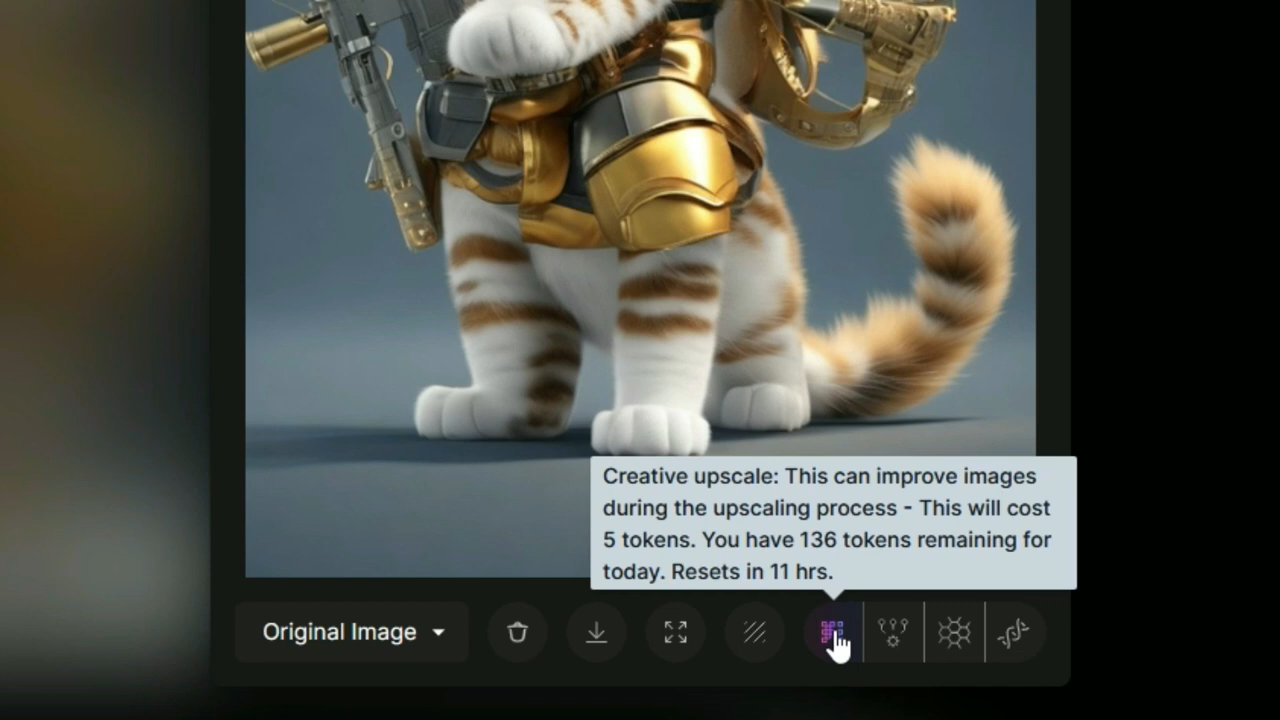 Creative upscale: This can improve images
during the upscaling process - This will cost
5 tokens. You have 136 tokens remaining for
today. Resets in 11 hrs.
Original Image